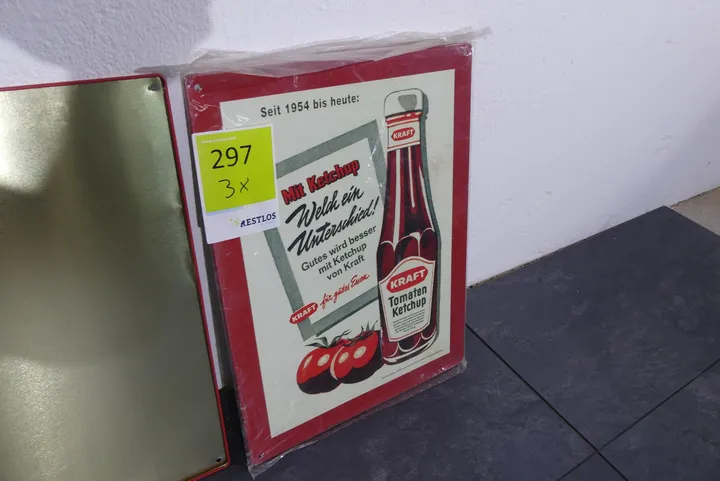 Seit 1954 bis heute:
KRAFT
297
3x
RESTLOS
Mit Ketchup
Welch ein
Unterschied!
Gutes wird besser
mit Ketchup
von Kraft
KRAFT für gutes Essen
KRAFT
Tomaten
Ketchup